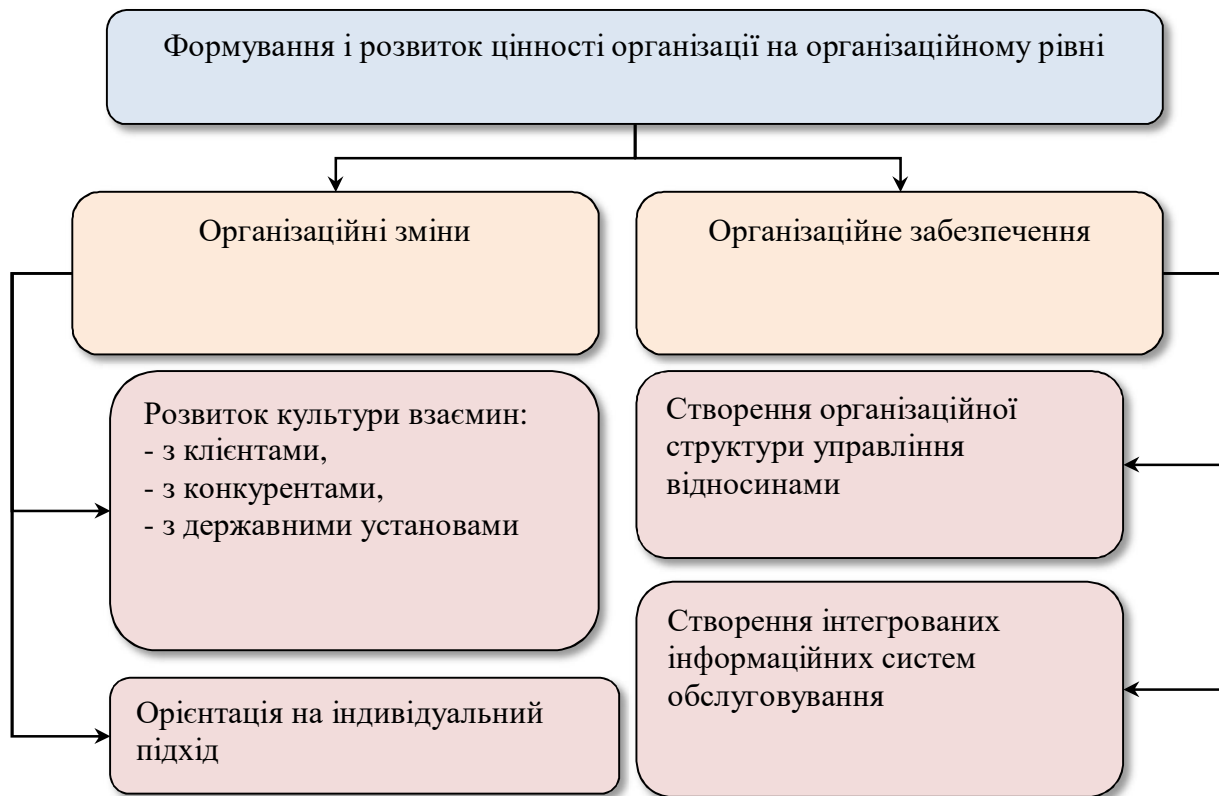 Формування і розвиток цінності організації на організаційному рівні
Організаційні зміни
Організаційне забезпечення
Розвиток культури взаємин:
- з клієнтами,
- з конкурентами,
- з державними установами
Орієнтація на індивідуальний
підхід
Створення організаційної
структури управління
відносинами
Створення інтегрованих
інформаційних систем
обслуговування